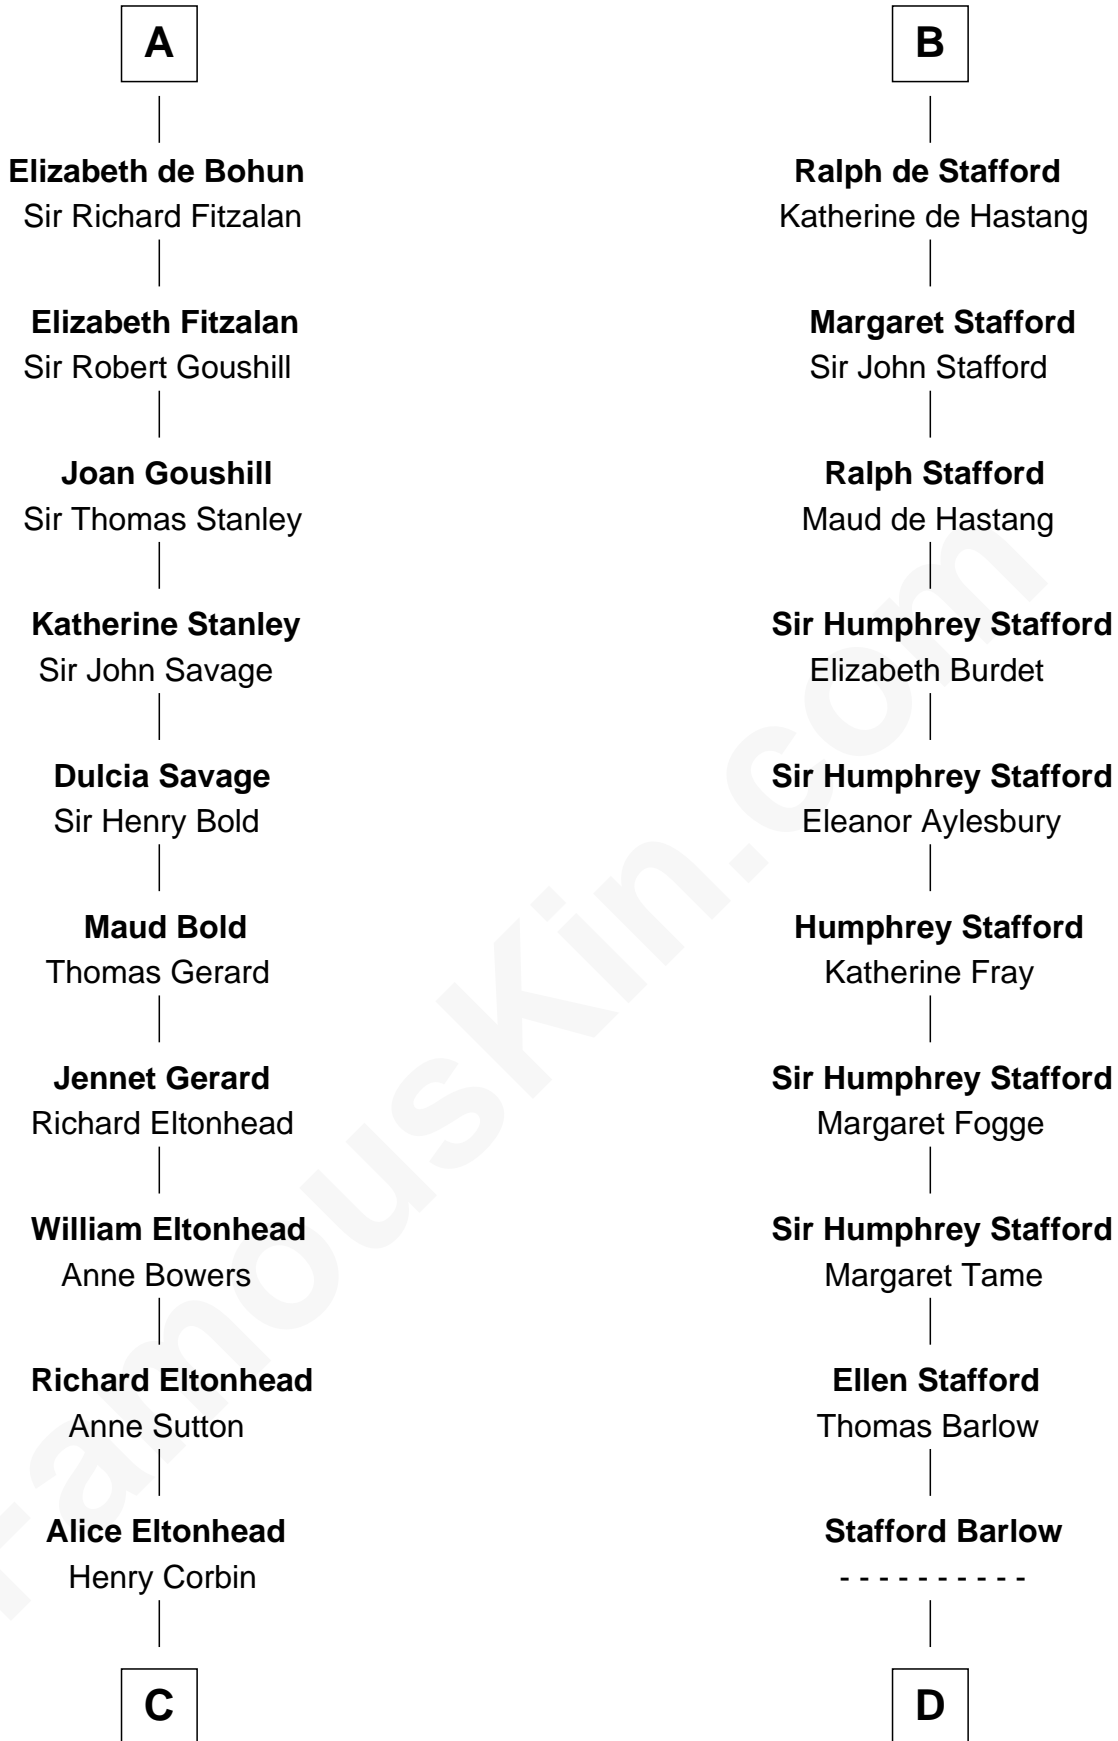 A
Elizabeth de Bohun
Sir Richard Fitzalan
Elizabeth Fitzalan
Sir Robert Goushill
Joan Goushill
Sir Thomas Stanley
Katherine Stanley
Sir John Savage
Dulcia Savage
Sir Henry Bold
Maud Bold
Thomas Gerard
Jennet Gerard
Richard Eltonhead
William Eltonhead
Anne Bowers
Richard Eltonhead
Anne Sutton
Alice Eltonhead
Henry Corbin
C
B
Ralph de Stafford
Katherine de Hastang
Margaret Stafford
Sir John Stafford
Ralph Stafford
Maud de Hastang
Sir Humphrey Stafford
Elizabeth Burdet
Sir Humphrey Stafford
Eleanor Aylesbury
Humphrey Stafford
Katherine Fray
Sir Humphrey Stafford
Margaret Fogge
Sir Humphrey Stafford
Margaret Tame
Ellen Stafford
Thomas Barlow
Stafford Barlow
- - - - - - - - - -
D
FamousKin.com